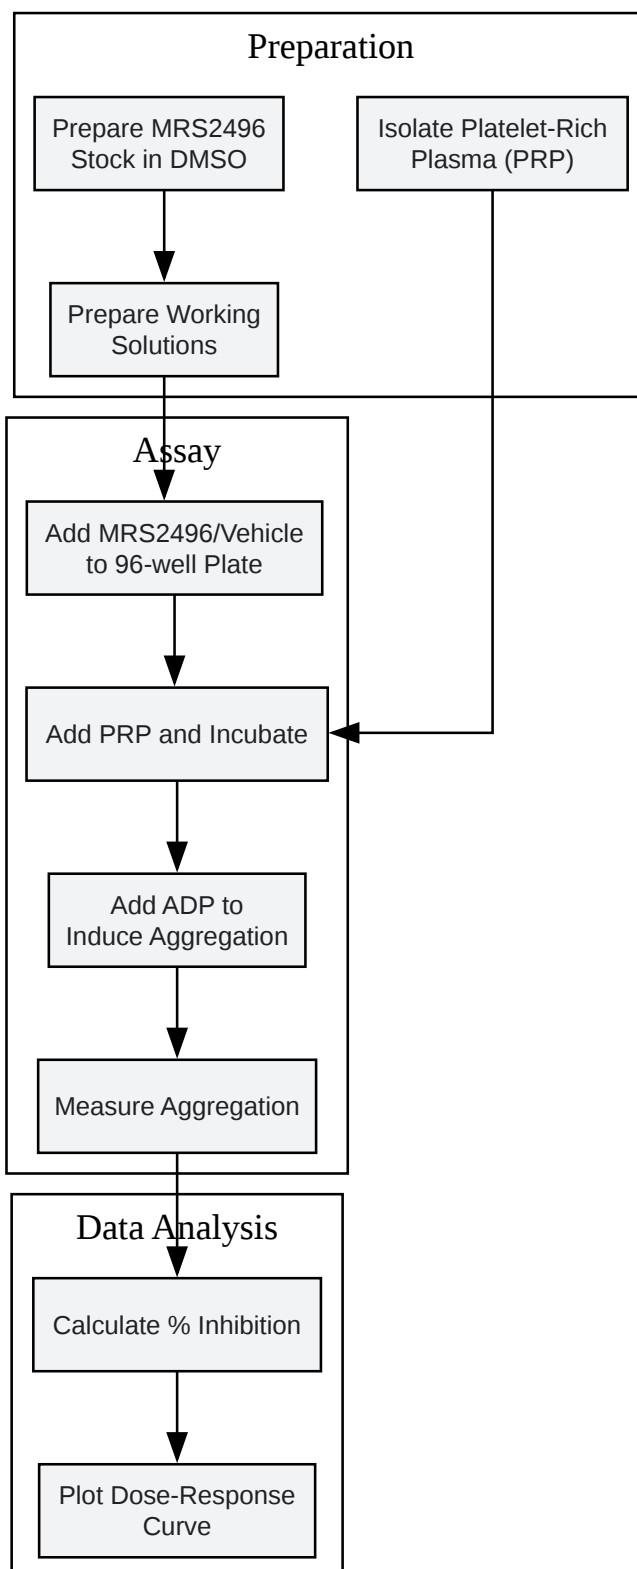 Preparation
Prepare MRS2496
Stock in DMSO
Isolate Platelet-Rich
Plasma (PRP)
Prepare Working
Solutions
Assay
Add MRS2496/Vehicle
to 96-well Plate
Add PRP and Incubate
Add ADP to
Induce Aggregation
Measure Aggregation
Data Analysis
Calculate % Inhibition
Plot Dose-Response
Curve